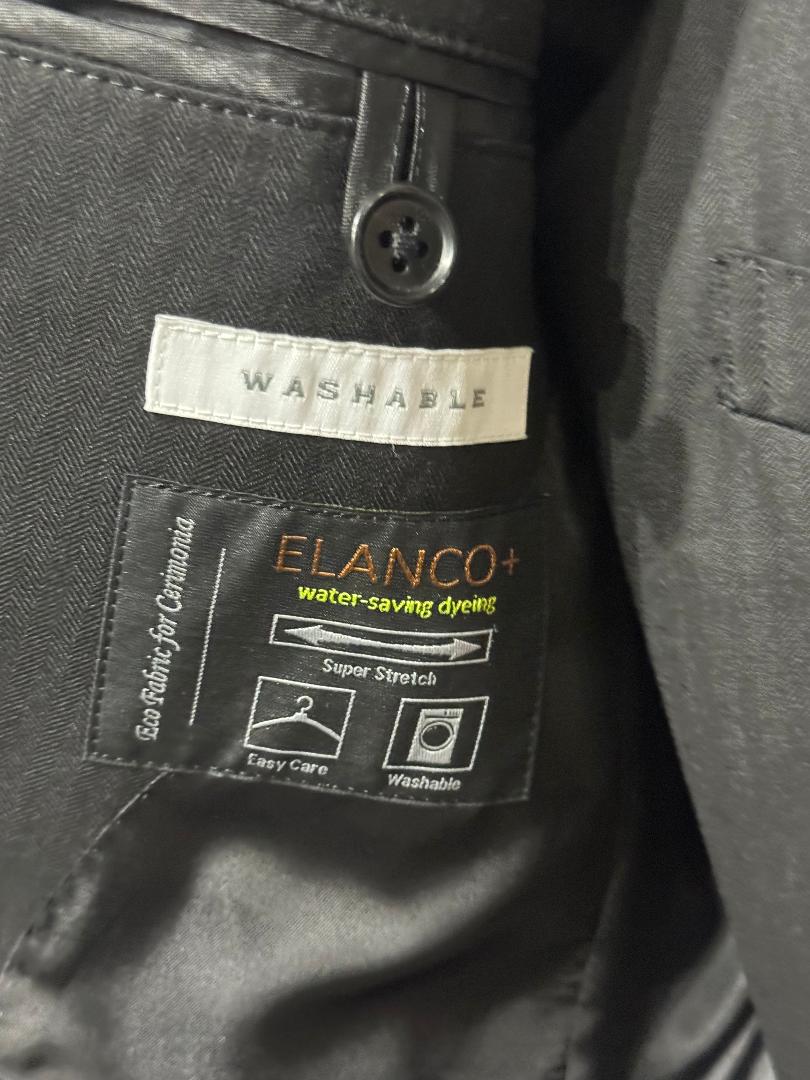 WASHABLE
Eco Fabric for Cerimonia
ELANCO+
water-saving dyeing
Super Stretch
Easy Care
Washable